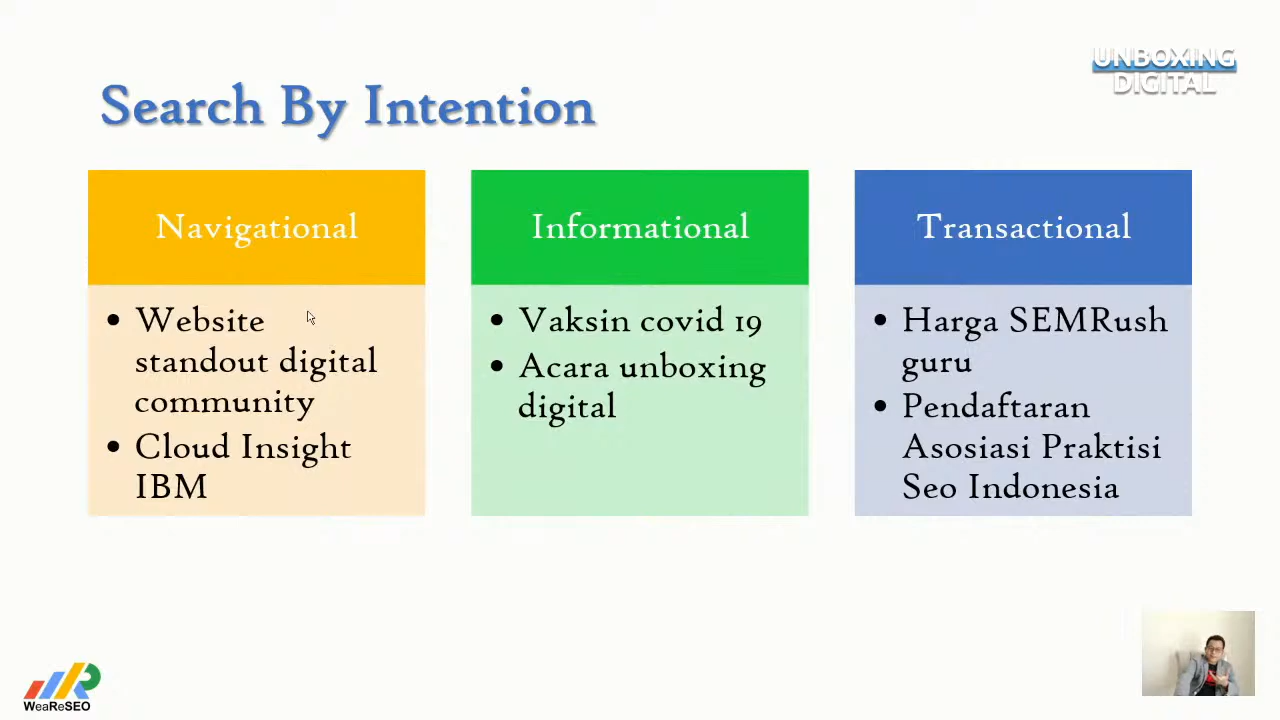 UNBOXING
DIGITAL
Search By Intention
Navigational
• Website
standout digital
community
• Cloud Insight
IBM
Informational
• Vaksin covid 19
• Acara unboxing
digital
Transactional
• Harga SEMRush
guru
• Pendaftaran
Asosiasi Praktisi
Seo Indonesia
WeaReSEO